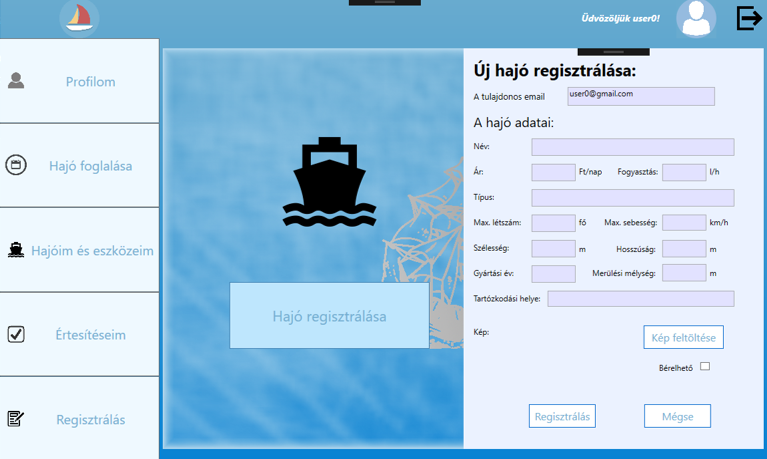 Üdvözöljük user0!
Profilom
Hajó foglalása
Hajóim és eszközeim
Értesítéseim
Regisztrálás
Hajó regisztrálása
Új hajó regisztrálása:
A tulajdonos email user0@gmail.com
A hajó adatai:
Név:
Ár: Ft/nap Fogyasztás: l/h
Típus:
Max. létszám: fő Max. sebesség: km/h
Szélesség: m Hosszúság: m
Gyártási év: Merülési mélység: m
Tartózkodási helye:
Kép: Kép feltöltése
Bérelhető
Regisztrálás Mégse